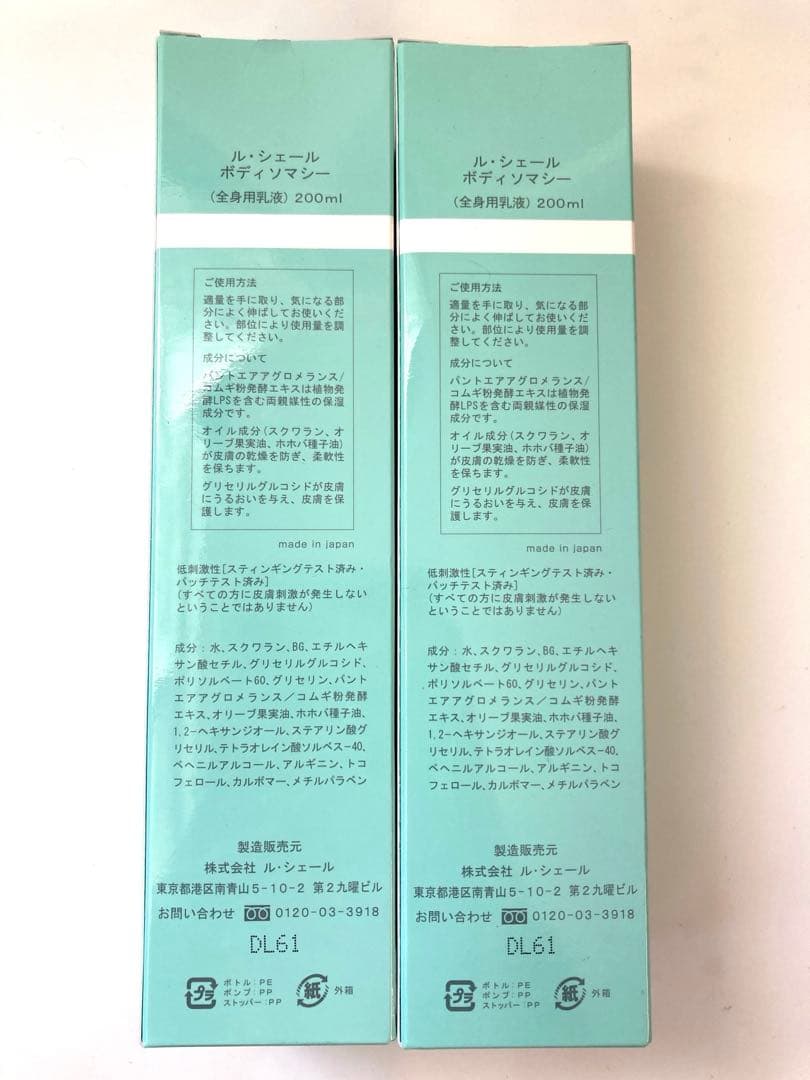 ル・シェール
ボディソマシー
(全身用乳液) 200ml
ご使用方法
適量を手に取り、気になる部
分によく伸ばしてお使いくだ
さい。部位により使用量を調
整してください。
成分について
パントエアアグロメランス/
コムギ粉発酵エキスは植物発
酵LPSを含む両親媒性の保湿
成分です。
オイル成分(スクワラン、オ
リーブ果実油、ホホバ種子油)
が皮膚の乾燥を防ぎ、柔軟性
を保ちます。
グリセリルグルコシドが皮膚
にうるおいを与え、皮膚を保
護します。
made in japan
低刺激性[スティンギングテスト済み・
パッチテスト済み]
(すべての方に皮膚刺激が発生しない
ということではありません)
成分:水、スクワラン、BG、エチルヘキ
サン酸セチル、グリセリルグルコシド、
ポリソルベート60、グリセリン、パント
エアアグロメランス/コムギ粉発酵
エキス、オリーブ果実油、ホホバ種子油、
1,2-ヘキサンジオール、ステアリン酸グ
リセリル、テトラオレイン酸ソルベス-40、
ベヘニルアルコール、アルギニン、トコ
フェロール、カルボマー、メチルパラベン
製造販売元
株式会社 ル・シェール
東京都港区南青山5-10-2 第2九曜ビル
お問い合わせ 0120-03-3918
DL61
プラ
ボトル:PE
ポンプ:PP
ストッパー:PP
紙
外箱
ル・シェール
ボディソマシー
(全身用乳液) 200ml
ご使用方法
適量を手に取り、気になる部
分によく伸ばしてお使いくだ
さい。部位により使用量を調
整してください。
成分について
パントエアアグロメランス/
コムギ粉発酵エキスは植物発
酵LPSを含む両親媒性の保湿
成分です。
オイル成分(スクワラン、オ
リーブ果実油、ホホバ種子油)
が皮膚の乾燥を防ぎ、柔軟性
を保ちます。
グリセリルグルコシドが皮膚
にうるおいを与え、皮膚を保
護します。
made in japan
低刺激性[スティンギングテスト済み・
パッチテスト済み]
(すべての方に皮膚刺激が発生しない
ということではありません)
成分:水、スクワラン、BG、エチルヘキ
サン酸セチル、グリセリルグルコシド、
ポリソルベート60、グリセリン、パント
エアアグロメランス/コムギ粉発酵
エキス、オリーブ果実油、ホホバ種子油、
1,2-ヘキサンジオール、ステアリン酸グ
リセリル、テトラオレイン酸ソルベス-40、
ベヘニルアルコール、アルギニン、トコ
フェロール、カルボマー、メチルパラベン
製造販売元
株式会社 ル・シェール
東京都港区南青山5-10-2 第2九曜ビル
お問い合わせ 0120-03-3918
DL61
プラ
ボトル:PE
ポンプ:PP
ストッパー:PP
紙
外箱